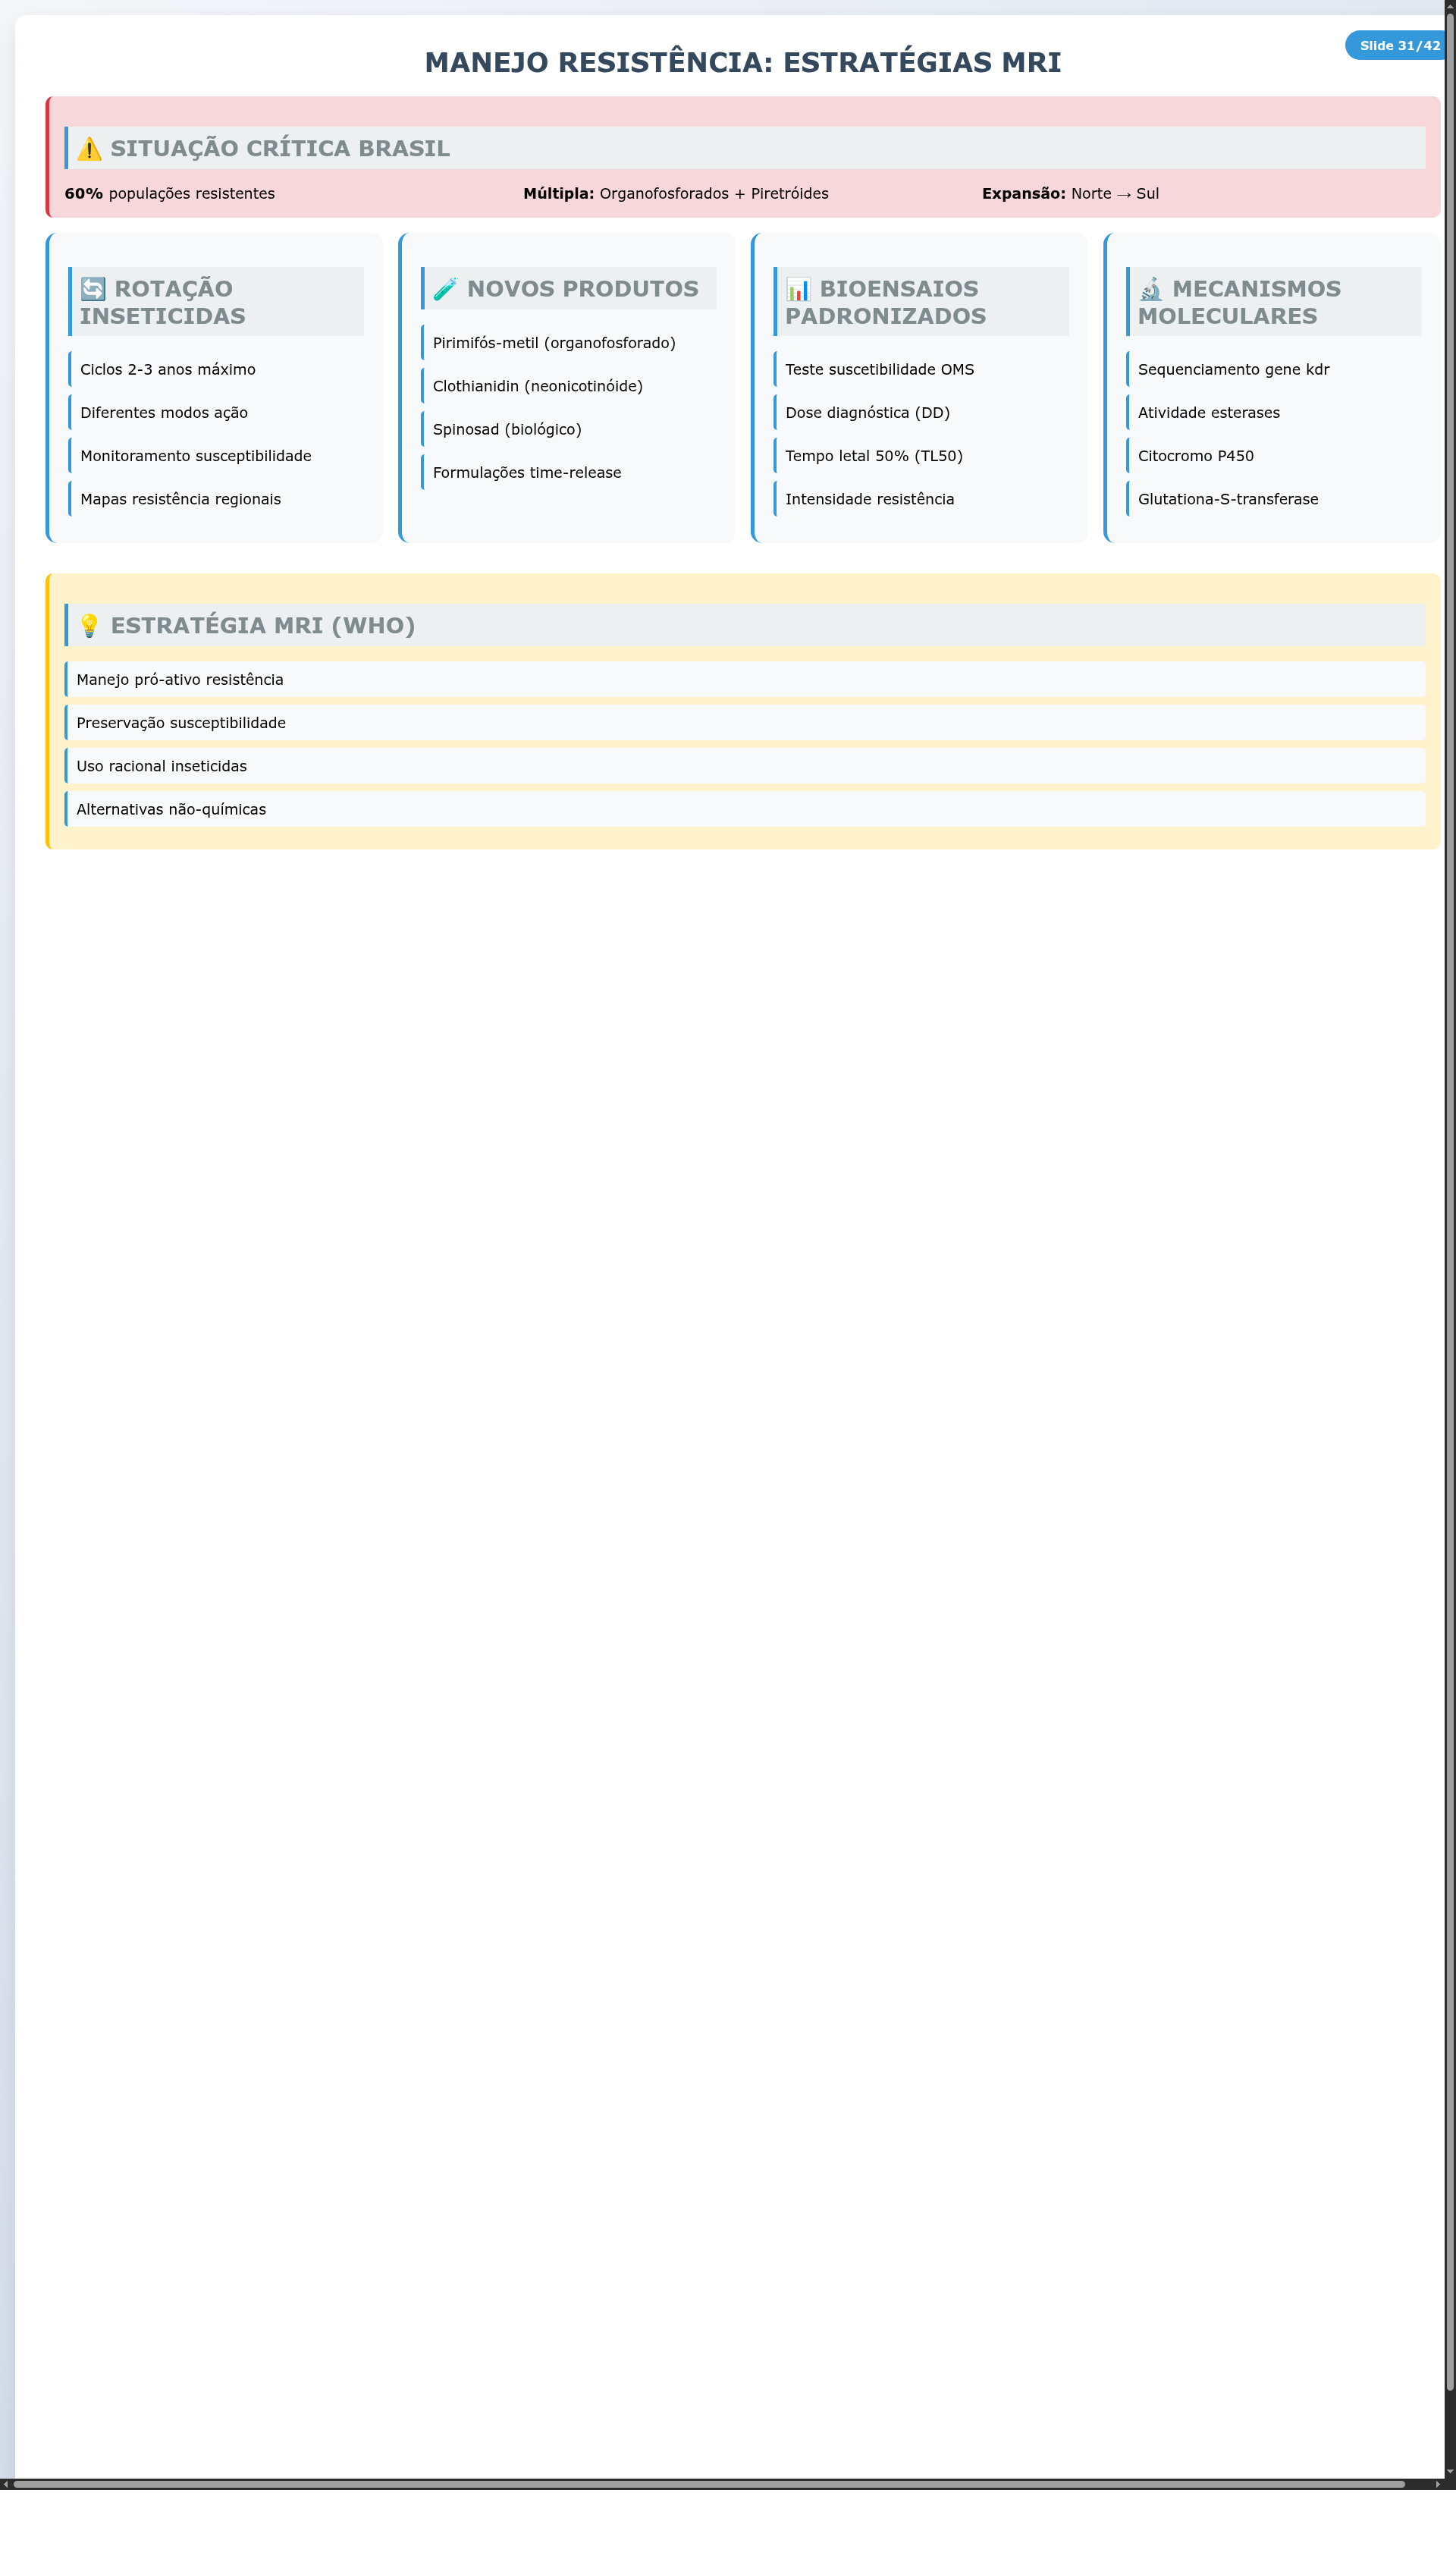 Slide 31/42
MANEJO RESISTÊNCIA: ESTRATÉGIAS MRI
⚠️ SITUAÇÃO CRÍTICA BRASIL
60% populações resistentes
Múltipla: Organofosforados + Piretróides
Expansão: Norte → Sul
🔄 ROTAÇÃO
INSETICIDAS
Ciclos 2-3 anos máximo
Diferentes modos ação
Monitoramento susceptibilidade
Mapas resistência regionais
🧪 NOVOS PRODUTOS
Pirimifós-metil (organofosforado)
Clothianidin (neonicotinóide)
Spinosad (biológico)
Formulações time-release
📊 BIOENSAIOS
PADRONIZADOS
Teste suscetibilidade OMS
Dose diagnóstica (DD)
Tempo letal 50% (TL50)
Intensidade resistência
🔬 MECANISMOS
MOLECULARES
Sequenciamento gene kdr
Atividade esterases
Citocromo P450
Glutationa-S-transferase
💡 ESTRATÉGIA MRI (WHO)
Manejo pró-ativo resistência
Preservação susceptibilidade
Uso racional inseticidas
Alternativas não-químicas